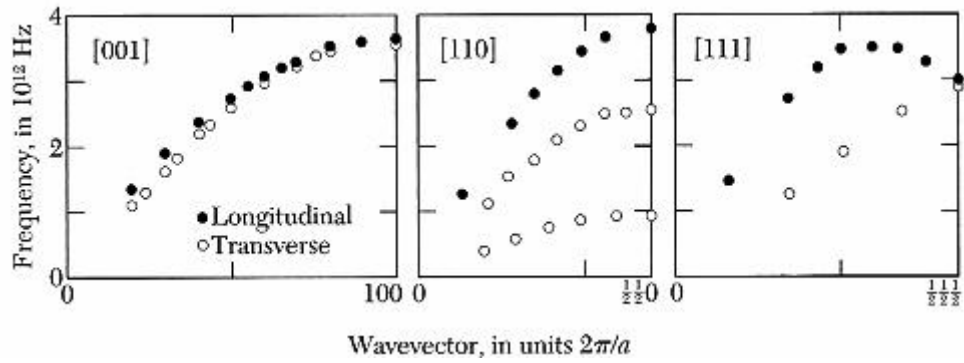 Frequency, in 10¹² Hz
4
2
0
[001]
[110]
[111]
● Longitudinal
○ Transverse
0 100 0 ½½0 0 ½½½
Wavevector, in units 2π/a